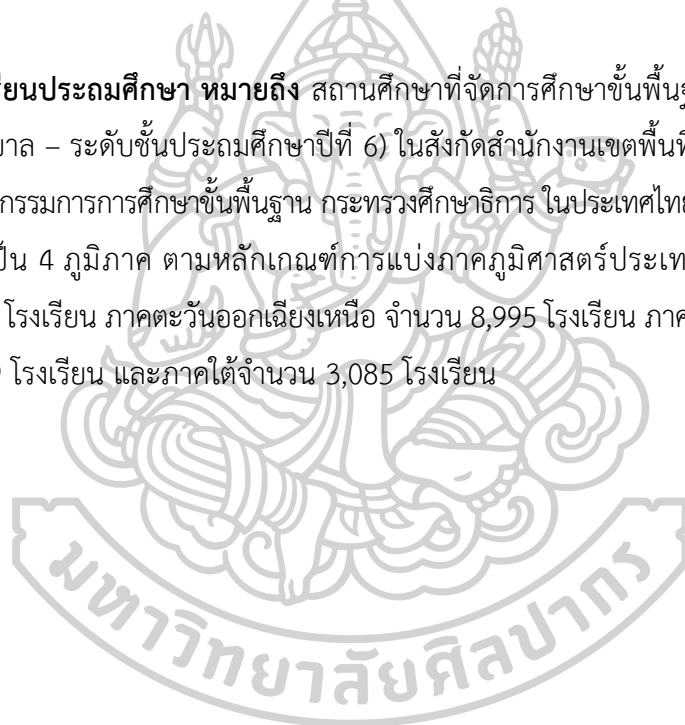 ียนประถมศึกษา หมายถึง สถานศึกษาที่จัดการศึกษาขั้นพื้นฐ
บาล – ระดับชั้นประถมศึกษาปีที่ 6) ในสังกัดสำนักงานเขตพื้นที
กรรมการการศึกษาขั้นพื้นฐาน กระทรวงศึกษาธิการ ในประเทศไทย
ป็น 4 ภูมิภาค ตามหลักเกณฑ์การแบ่งภาคภูมิศาสตร์ประเท
โรงเรียน ภาคตะวันออกเฉียงเหนือ จำนวน 8,995 โรงเรียน ภาค
โรงเรียน และภาคใต้จำนวน 3,085 โรงเรียน
มหาวิทยาลัยศิลปากร